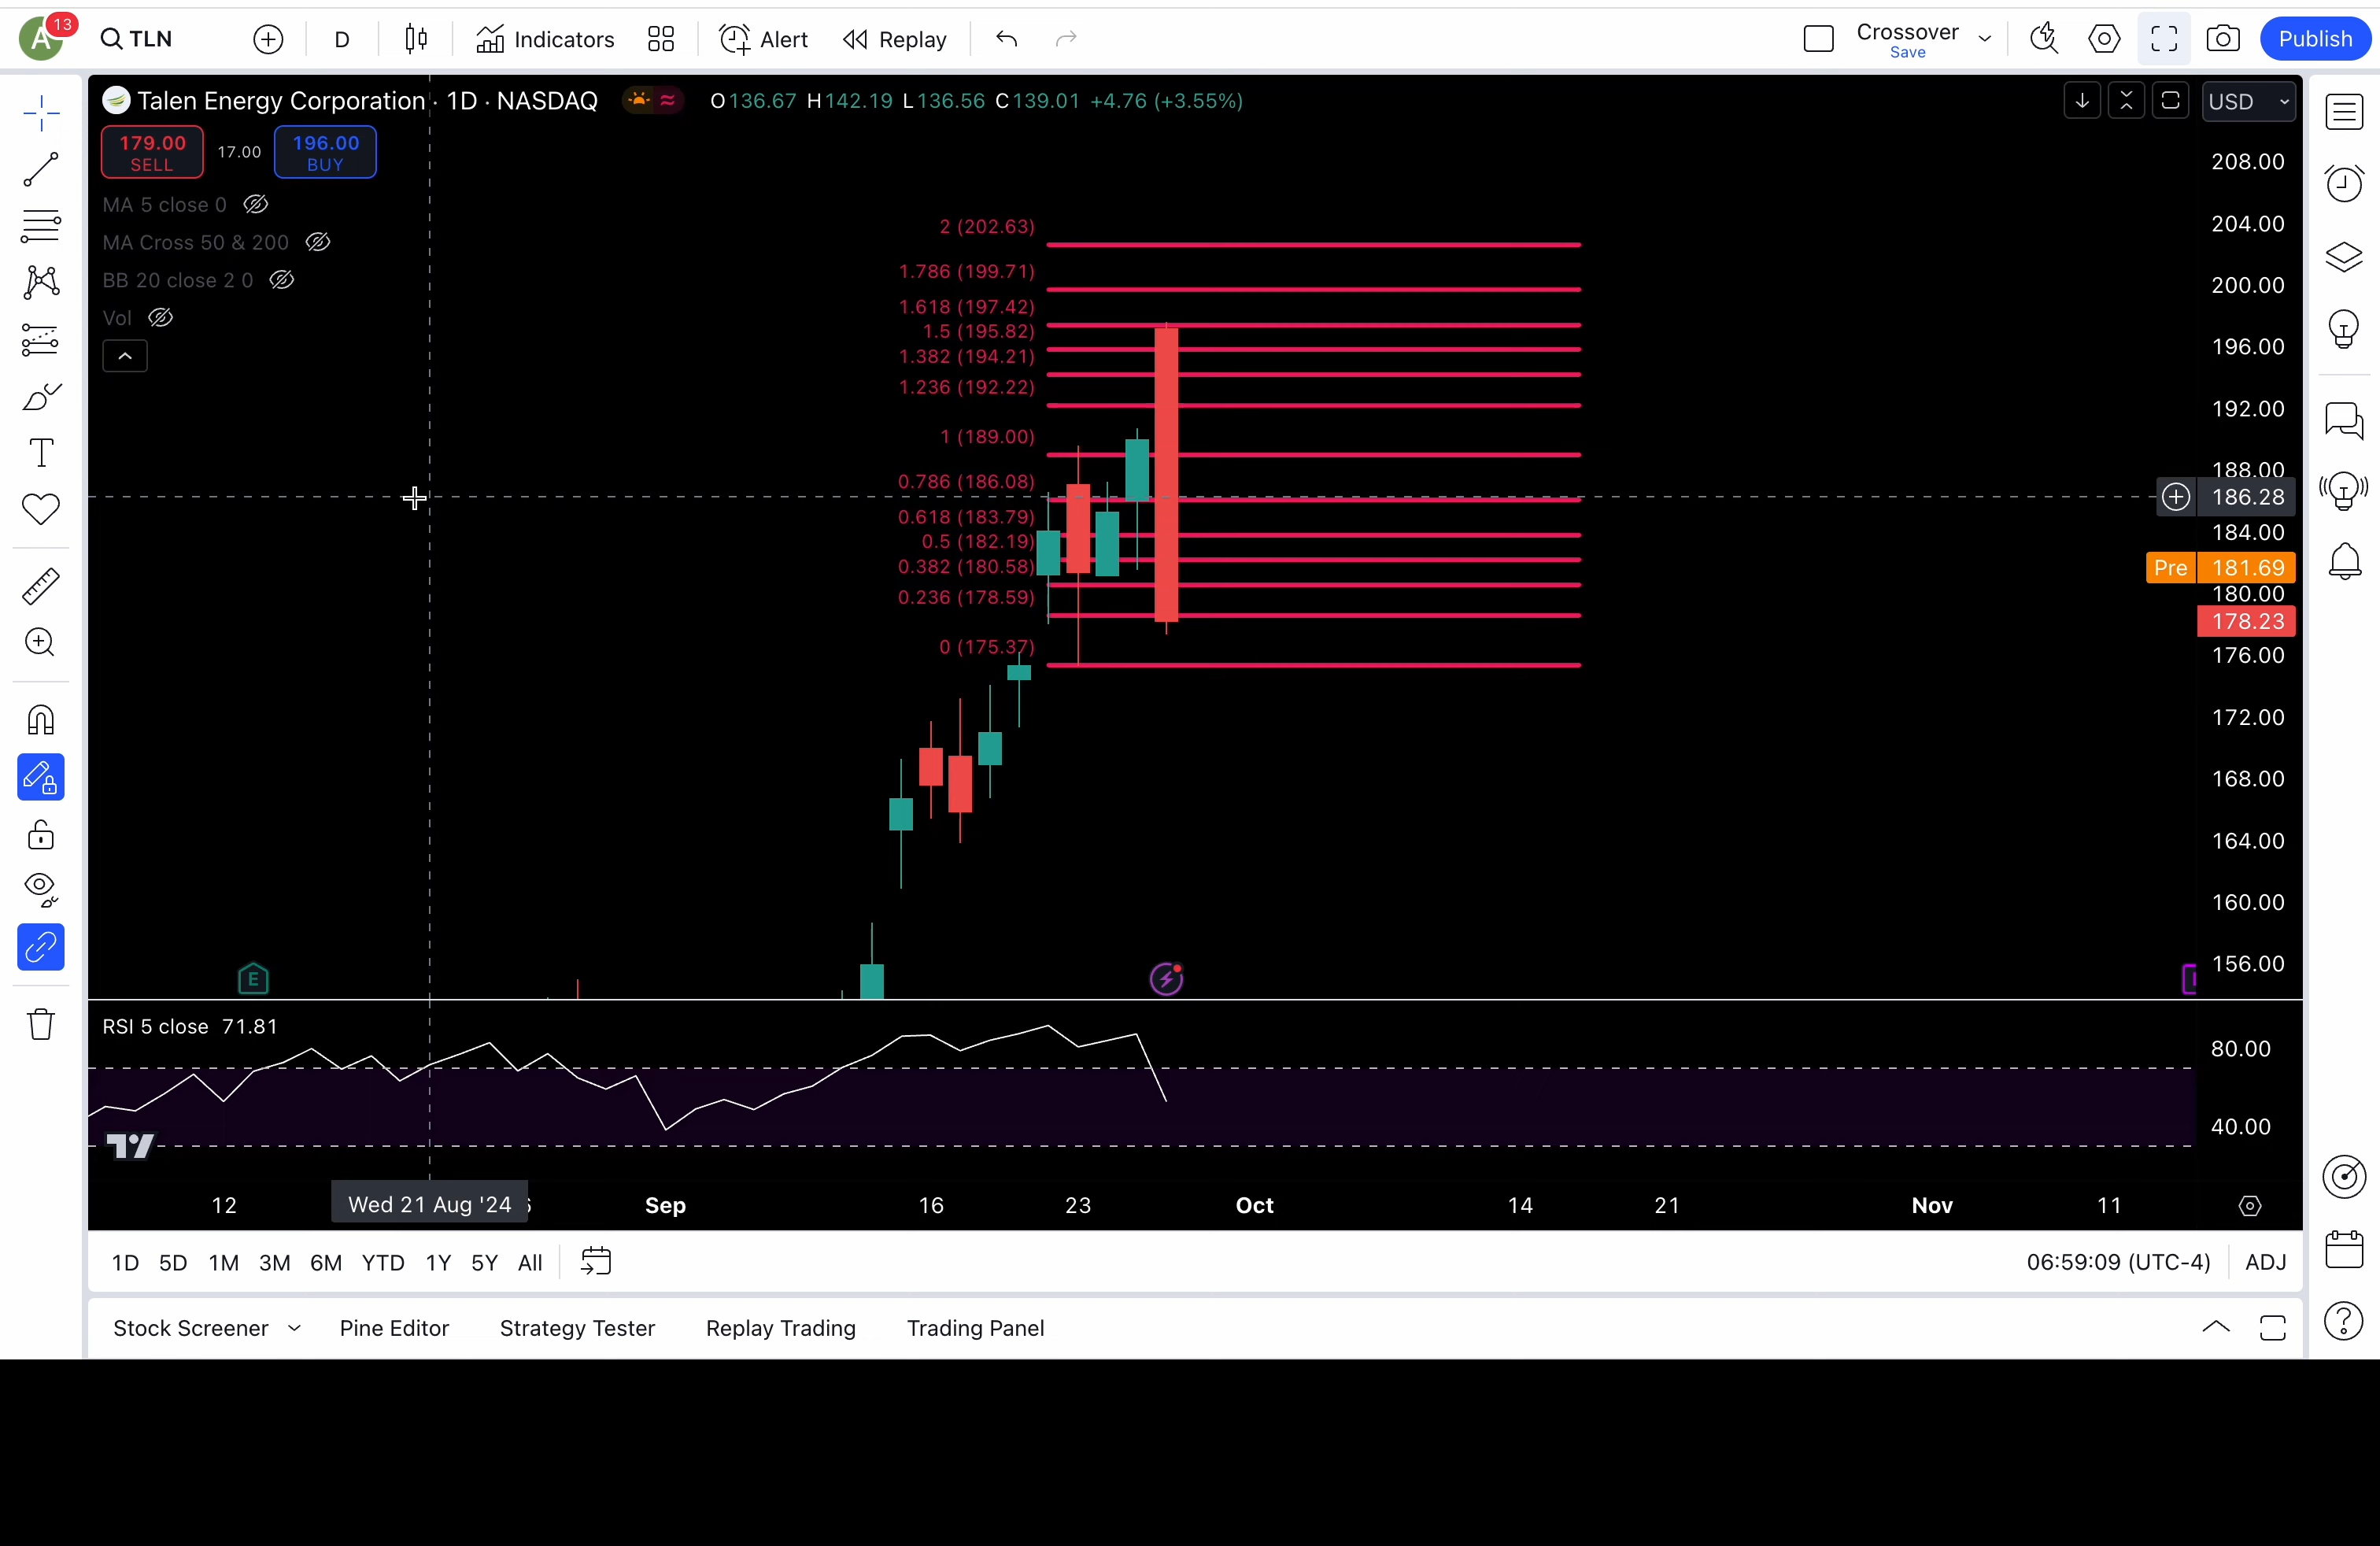 A 13 TLN D Indicators Alert Replay Crossover Save Publish
Talen Energy Corporation · 1D · NASDAQ O136.67 H142.19 L136.56 C139.01 +4.76 (+3.55%) USD
179.00 SELL 17.00 196.00 BUY
MA 5 close 0
MA Cross 50 & 200
BB 20 close 2 0
Vol
2 (202.63)
1.786 (199.71)
1.618 (197.42)
1.5 (195.82)
1.382 (194.21)
1.236 (192.22)
1 (189.00)
0.786 (186.08)
0.618 (183.79)
0.5 (182.19)
0.382 (180.58)
0.236 (178.59)
0 (175.37)
208.00
204.00
200.00
196.00
192.00
188.00
186.28
184.00
Pre 181.69
180.00
178.23
176.00
172.00
168.00
164.00
160.00
156.00
E
RSI 5 close 71.81
80.00
40.00
12 Wed 21 Aug '24 Sep 16 23 Oct 14 21 Nov 11
1D 5D 1M 3M 6M YTD 1Y 5Y All 06:59:09 (UTC-4) ADJ
Stock Screener Pine Editor Strategy Tester Replay Trading Trading Panel